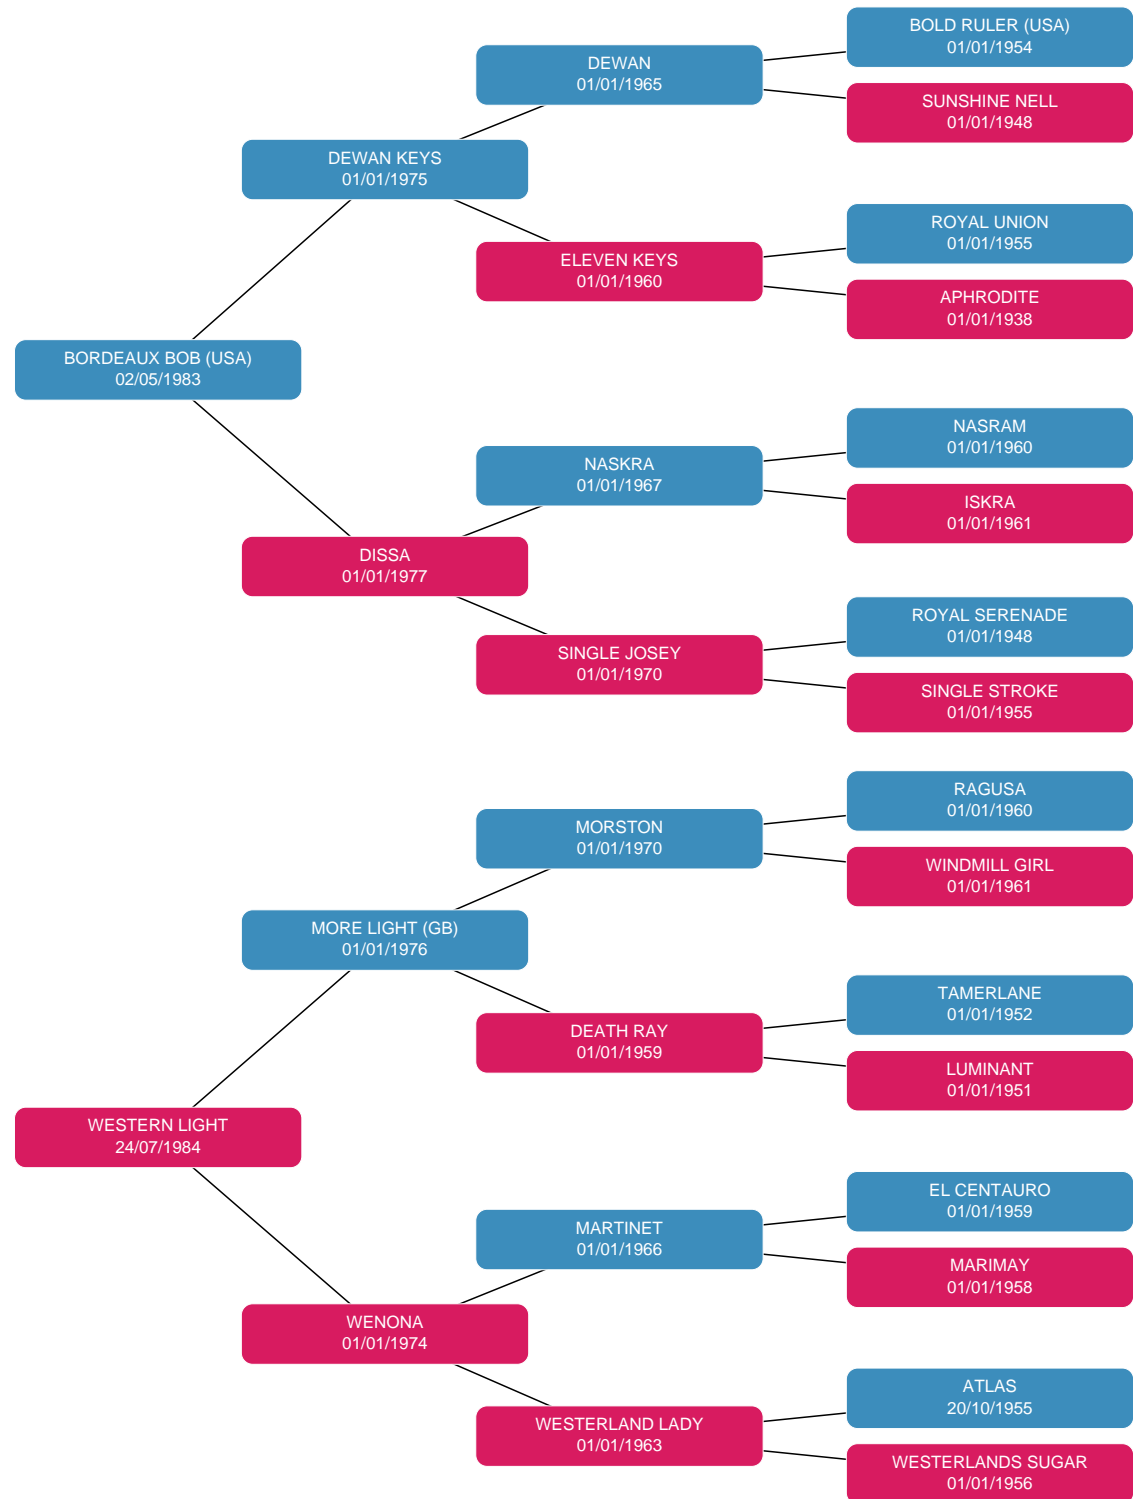 BOLD RULER (USA)
01/01/1954
DEWAN
01/01/1965
SUNSHINE NELL
01/01/1948
DEWAN KEYS
01/01/1975
ROYAL UNION
01/01/1955
ELEVEN KEYS
01/01/1960
APHRODITE
01/01/1938
BORDEAUX BOB (USA)
02/05/1983
NASRAM
01/01/1960
NASKRA
01/01/1967
ISKRA
01/01/1961
DISSA
01/01/1977
ROYAL SERENADE
01/01/1948
SINGLE JOSEY
01/01/1970
SINGLE STROKE
01/01/1955
RAGUSA
01/01/1960
MORSTON
01/01/1970
WINDMILL GIRL
01/01/1961
MORE LIGHT (GB)
01/01/1976
TAMERLANE
01/01/1952
DEATH RAY
01/01/1959
LUMINANT
01/01/1951
WESTERN LIGHT
24/07/1984
EL CENTAURO
01/01/1959
MARTINET
01/01/1966
MARIMAY
01/01/1958
WENONA
01/01/1974
ATLAS
20/10/1955
WESTERLAND LADY
01/01/1963
WESTERLANDS SUGAR
01/01/1956